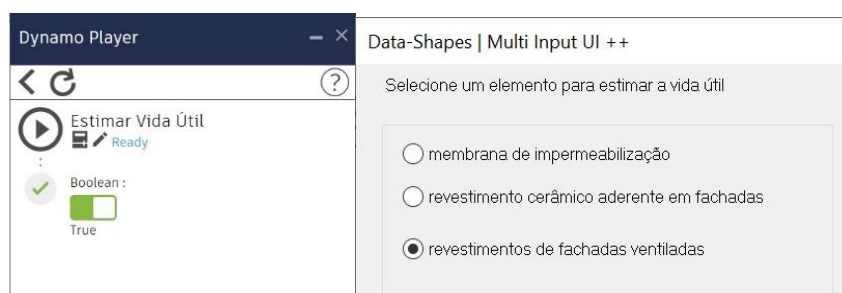 Dynamo Player
Estimar Vida Útil
Ready
Boolean :
True
Data-Shapes | Multi Input UI ++
Selecione um elemento para estimar a vida útil
membrana de impermeabilização
revestimento cerâmico aderente em fachadas
revestimentos de fachadas ventiladas